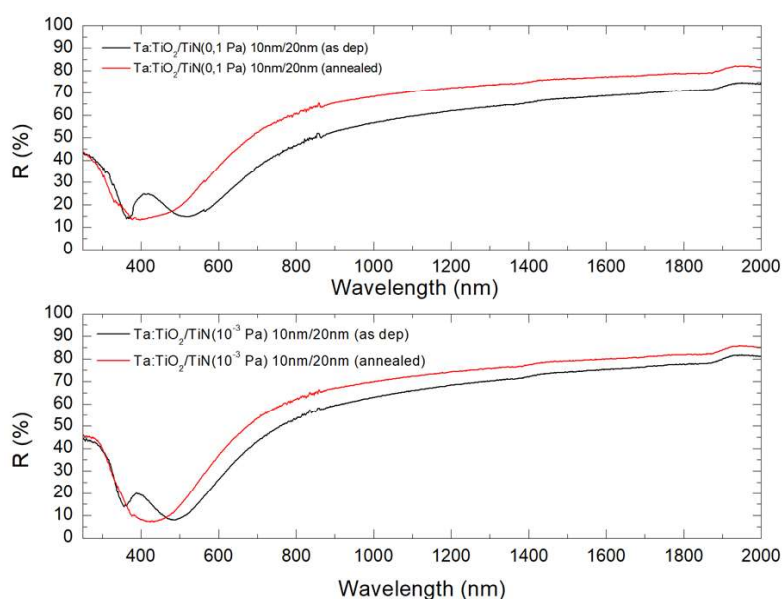 100
90
80
70
60
50
40
30
20
10
0
R (%)
Ta:TiO₂/TiN(0,1 Pa) 10nm/20nm (as dep)
Ta:TiO₂/TiN(0,1 Pa) 10nm/20nm (annealed)
400 600 800 1000 1200 1400 1600 1800 2000
Wavelength (nm)
100
90
80
70
60
50
40
30
20
10
0
R (%)
Ta:TiO₂/TiN(10⁻³ Pa) 10nm/20nm (as dep)
Ta:TiO₂/TiN(10⁻³ Pa) 10nm/20nm (annealed)
400 600 800 1000 1200 1400 1600 1800 2000
Wavelength (nm)